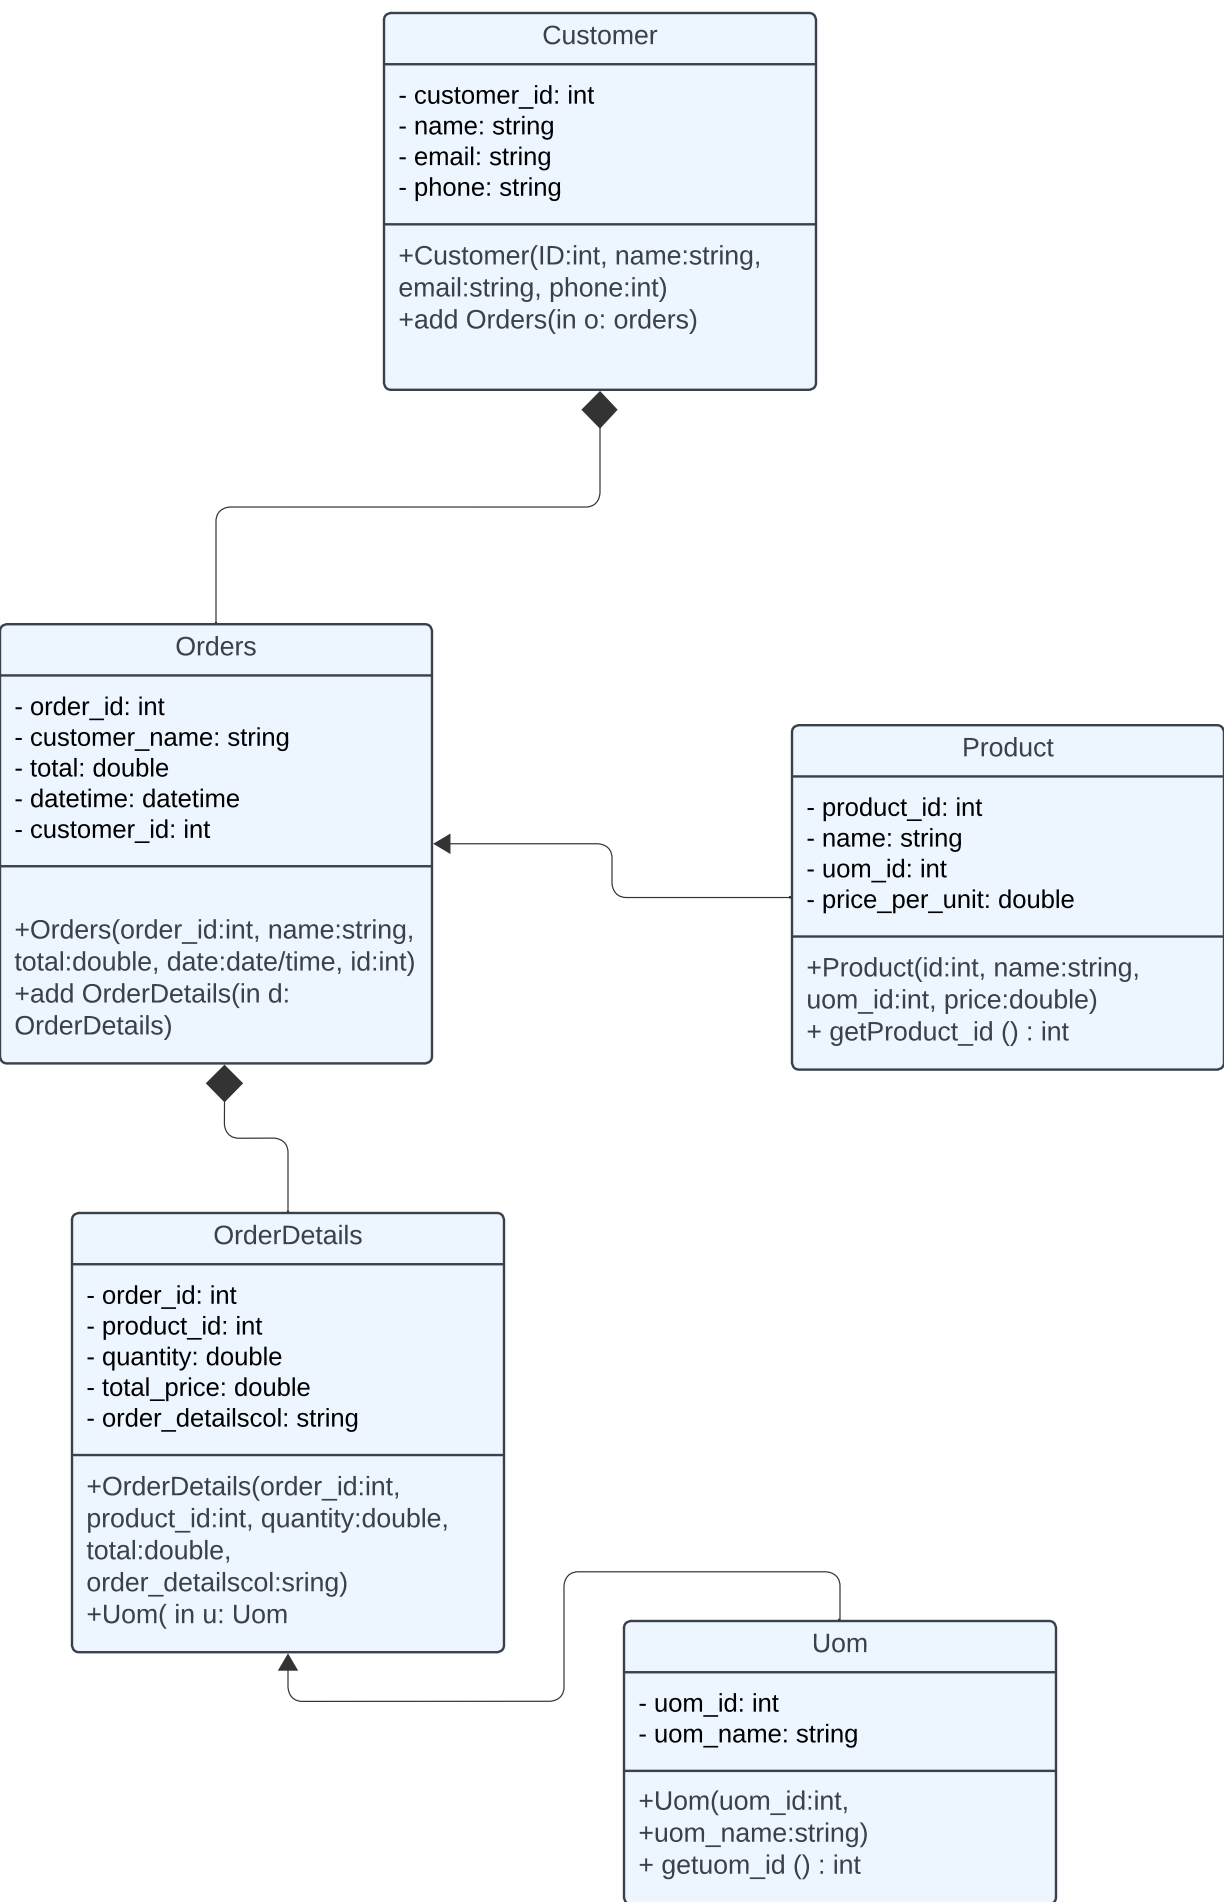 Customer
- customer_id: int
- name: string
- email: string
- phone: string
+Customer(ID:int, name:string,
email:string, phone:int)
+add Orders(in o: orders)
Orders
- order_id: int
- customer_name: string
- total: double
- datetime: datetime
- customer_id: int
+Orders(order_id:int, name:string,
total:double, date:date/time, id:int)
+add OrderDetails(in d:
OrderDetails)
Product
- product_id: int
- name: string
- uom_id: int
- price_per_unit: double
+Product(id:int, name:string,
uom_id:int, price:double)
+ getProduct_id () : int
OrderDetails
- order_id: int
- product_id: int
- quantity: double
- total_price: double
- order_detailscol: string
+OrderDetails(order_id:int,
product_id:int, quantity:double,
total:double,
order_detailscol:sring)
+Uom( in u: Uom
Uom
- uom_id: int
- uom_name: string
+Uom(uom_id:int,
+uom_name:string)
+ getuom_id () : int